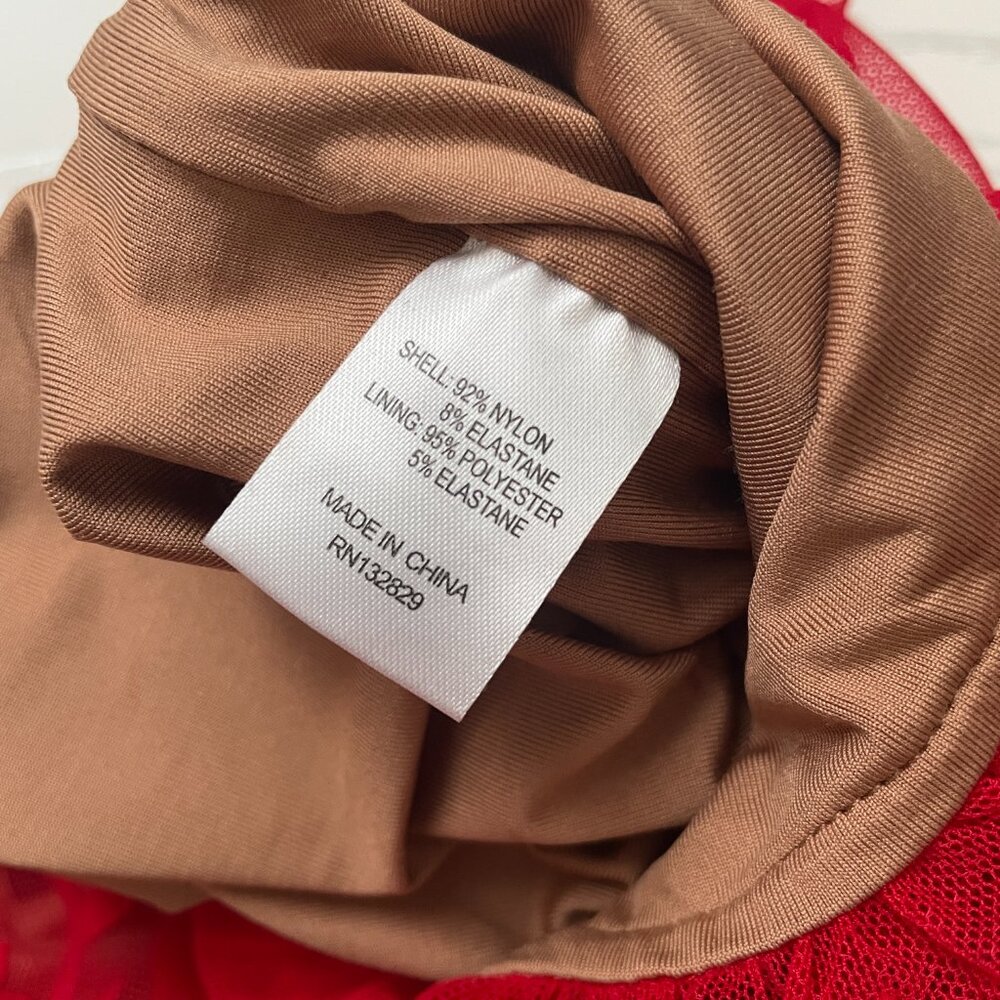 SHELL: 92% NYLON
8% ELASTANE
LINING: 95% POLYESTER
5% ELASTANE
MADE IN CHINA
RN132829